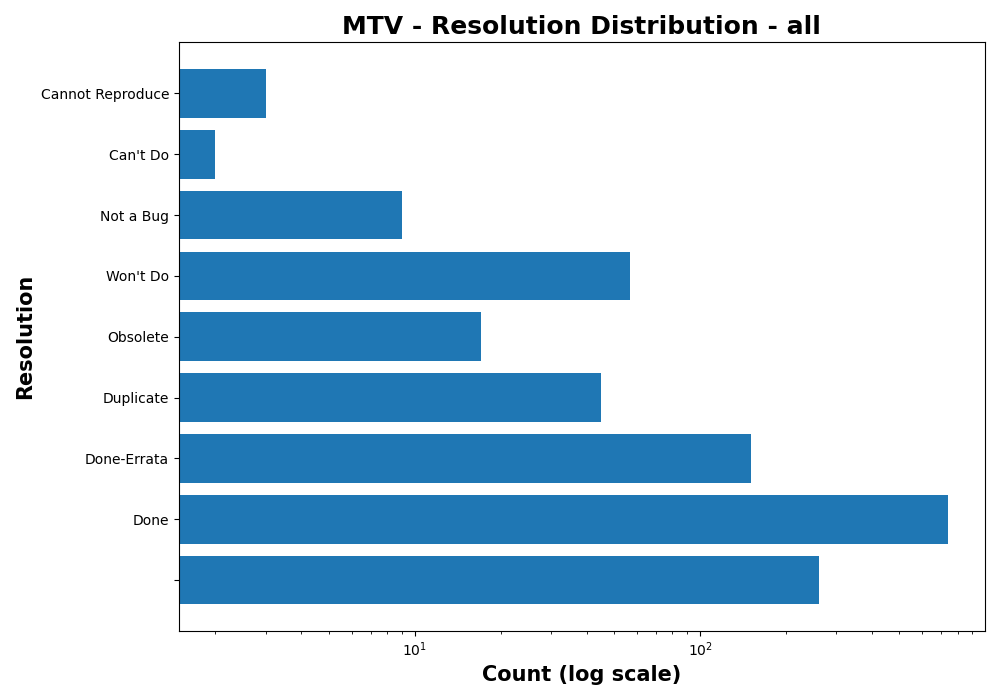 MTV - Resolution Distribution - all
Cannot Reproduce
Can't Do
Not a Bug
Won't Do
Obsolete
Duplicate
Done-Errata
Done
Resolution
10¹ 10²
Count (log scale)